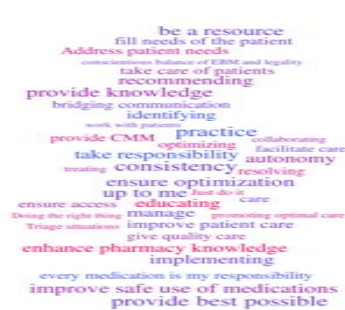 be a resource
fill needs of the patient
Address patient needs
conscientious balance of EBM and legality
take care of patients
recommending
provide knowledge
bridging communication
identifying
work with patients practice
provide CMM collaborating
optimizing facilitate care
take responsibility autonomy
treating consistency resolving
ensure optimization
up to me Just do it
ensure access educating care
Doing the right thing manage promoting optimal care
Triage situations improve patient care
give quality care
enhance pharmacy knowledge
implementing
every medication is my responsibility
improve safe use of medications
provide best possible